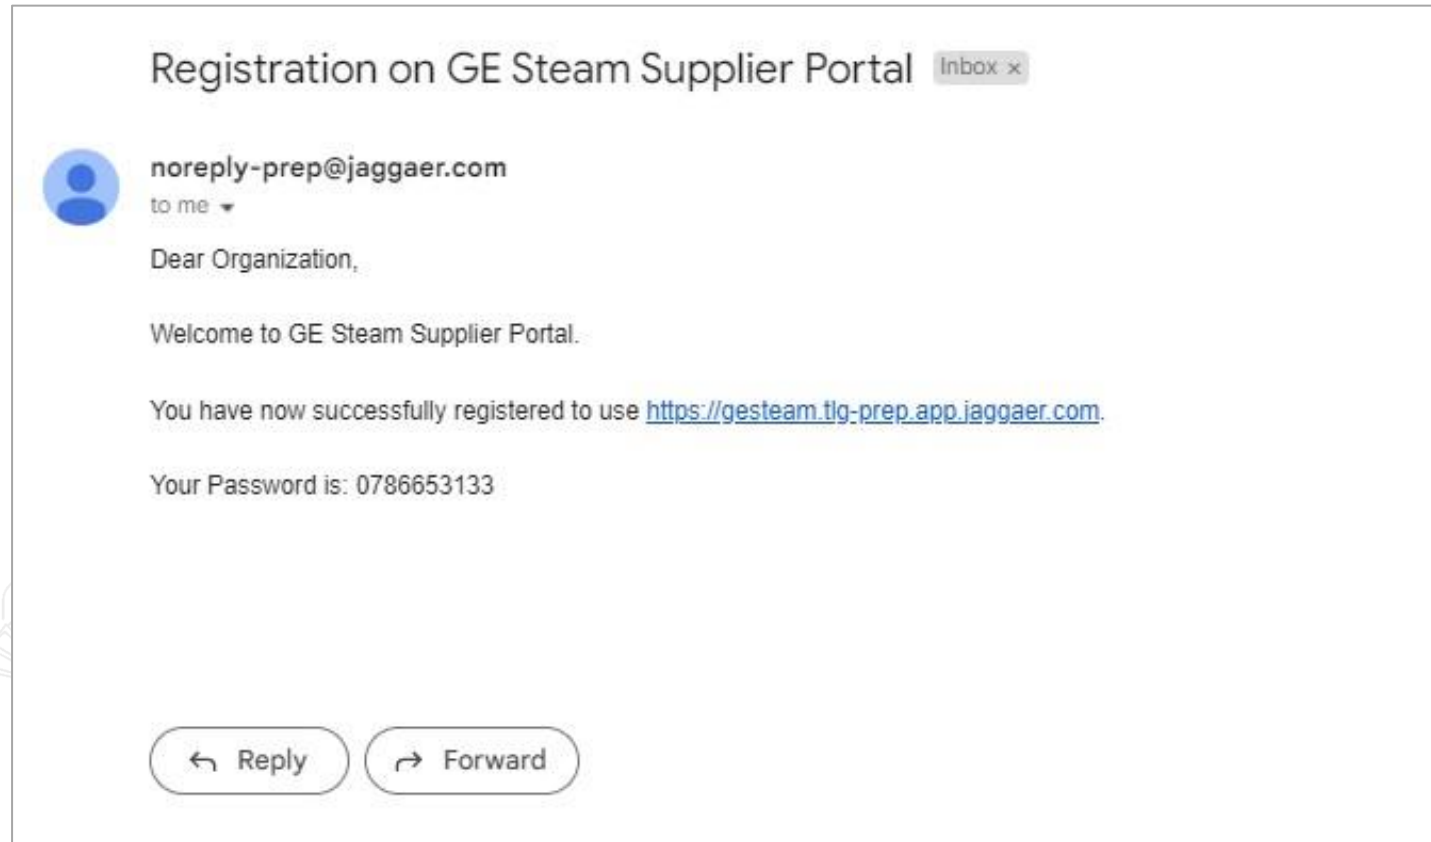 Registration on GE Steam Supplier Portal Inbox ×
noreply-prep@jaggaer.com
to me
Dear Organization,
Welcome to GE Steam Supplier Portal.
You have now successfully registered to use https://gesteam.tlg-prep.app.jaggaer.com.
Your Password is: 0786653133
Reply Forward